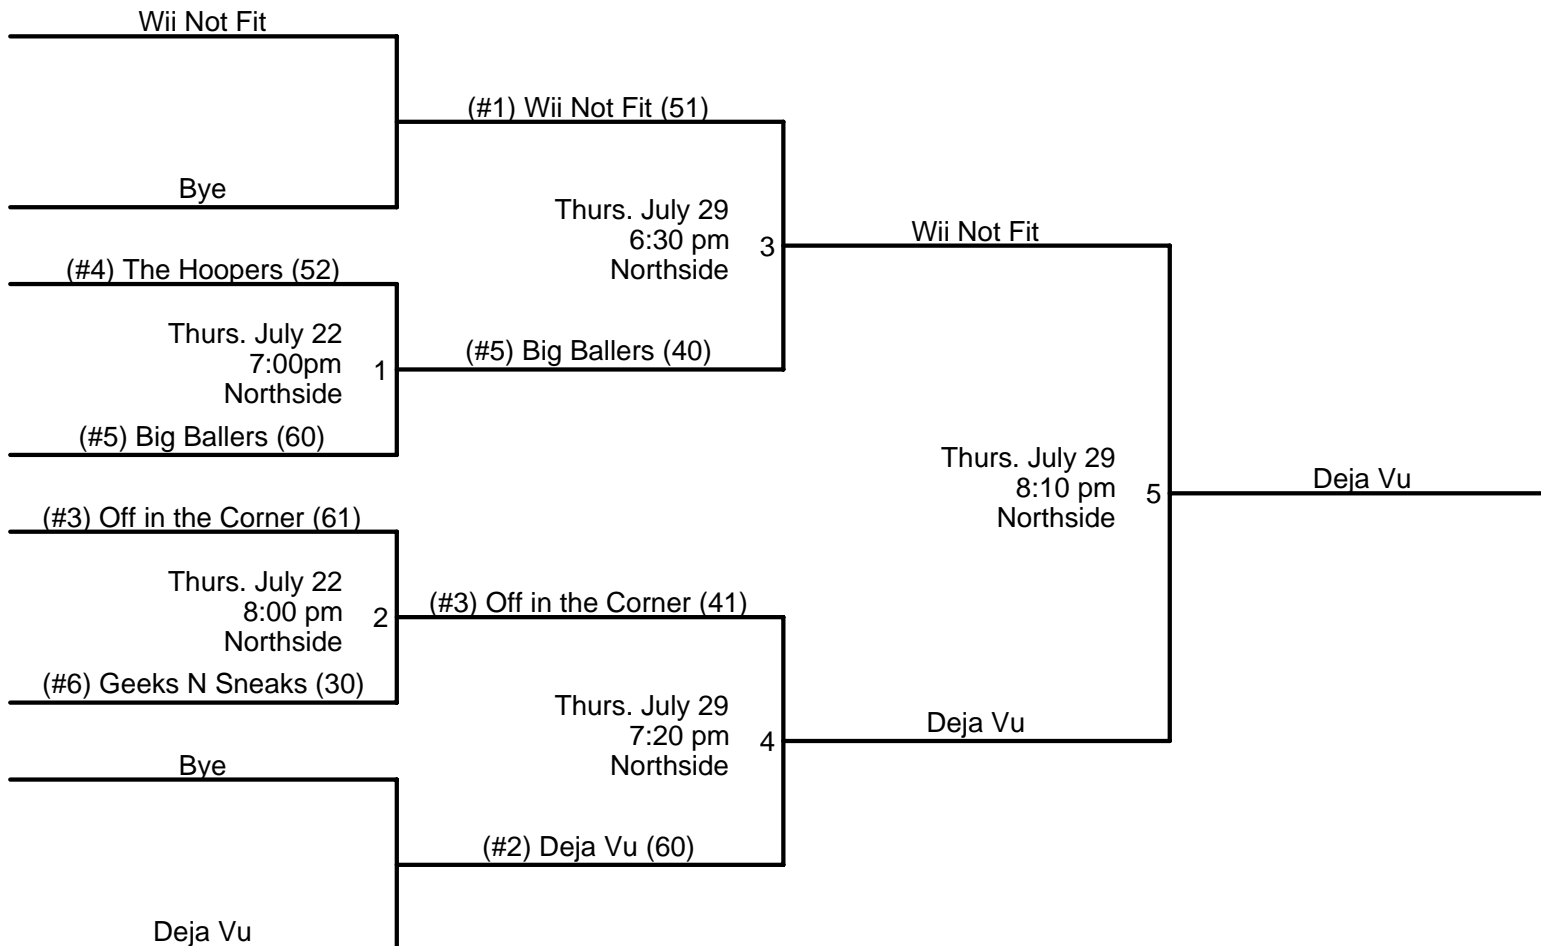 Wii Not Fit
(#1) Wii Not Fit (51)
Bye
Thurs. July 29
6:30 pm
Northside
3
Wii Not Fit
(#4) The Hoopers (52)
Thurs. July 22
7:00pm
Northside
1
(#5) Big Ballers (40)
(#5) Big Ballers (60)
Thurs. July 29
8:10 pm
Northside
5
Deja Vu
(#3) Off in the Corner (61)
Thurs. July 22
8:00 pm
Northside
2
(#3) Off in the Corner (41)
(#6) Geeks N Sneaks (30)
Thurs. July 29
7:20 pm
Northside
4
Deja Vu
Bye
(#2) Deja Vu (60)
Deja Vu